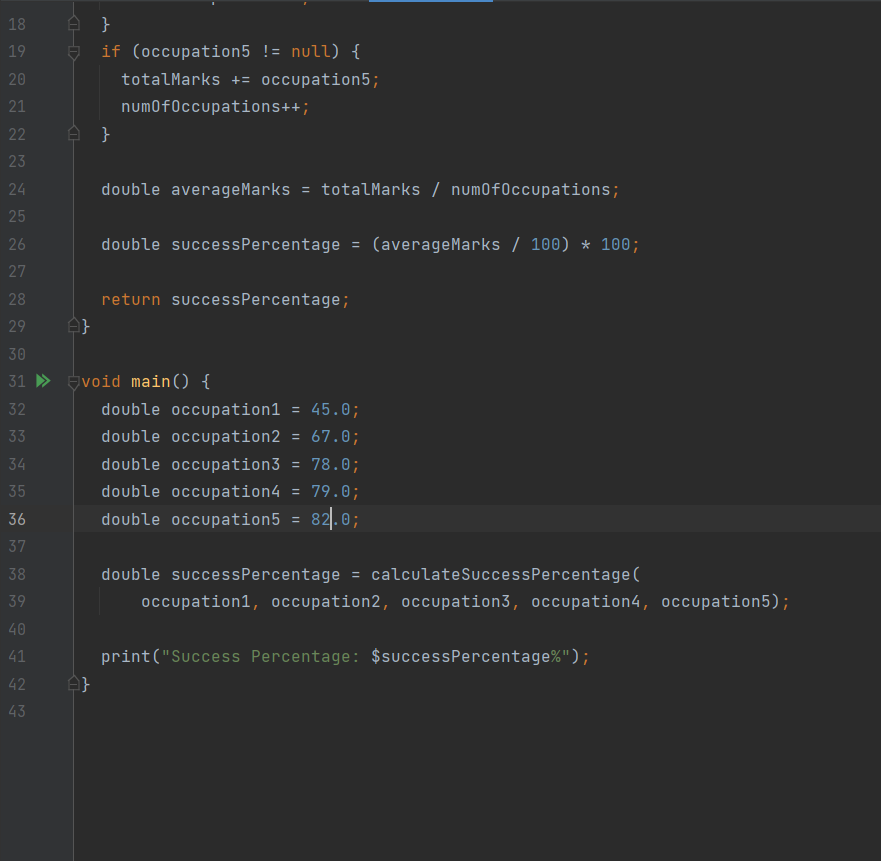 18 }
19 if (occupation5 != null) {
20 totalMarks += occupation5;
21 numOfOccupations++;
22 }
23
24 double averageMarks = totalMarks / numOfOccupations;
25
26 double successPercentage = (averageMarks / 100) * 100;
27
28 return successPercentage;
29 }
30
31 void main() {
32 double occupation1 = 45.0;
33 double occupation2 = 67.0;
34 double occupation3 = 78.0;
35 double occupation4 = 79.0;
36 double occupation5 = 82.0;
37
38 double successPercentage = calculateSuccessPercentage(
39 occupation1, occupation2, occupation3, occupation4, occupation5);
40
41 print("Success Percentage: $successPercentage%");
42 }
43